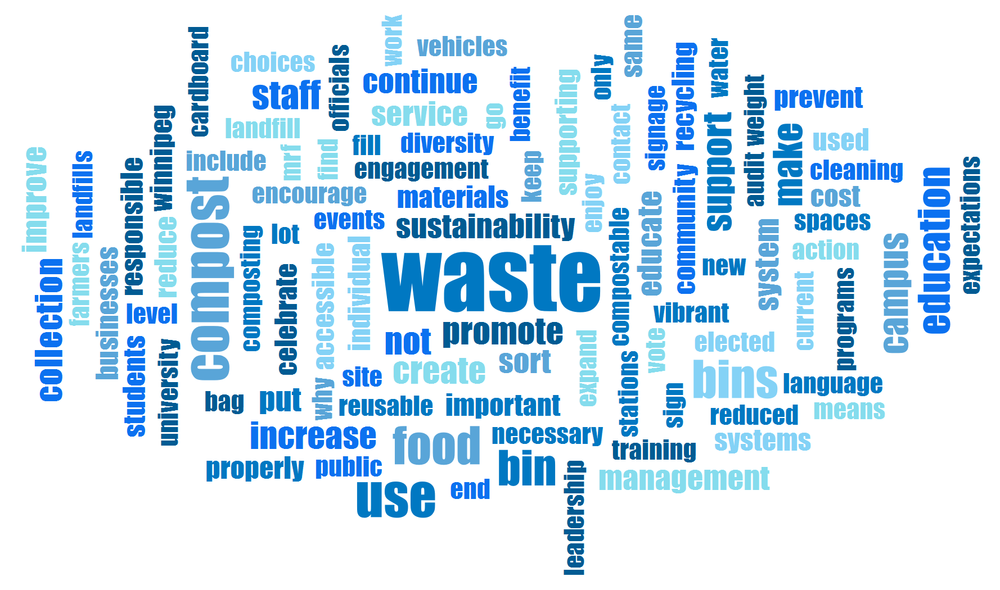 work
same
vehicles
cardboard
choices
officials
continue
benefit
only
recycling
water
staff
supporting
signage
audit
weight
prevent
service
go
contact
landfill
winnipeg
diversity
fill
support
make
used
improve
landfills
responsible
include
mrf
find
engagement
keep
cleaning
education
expectations
compost
encourage
materials
enjoy
educate
community
cost
reduce
events
sustainability
compostable
spaces
system
farmers
businesses
composting
lot
accessible
individual
waste
new
action
campus
collection
level
celebrate
vibrant
current
programs
students
university
not
promote
expand
vote
elected
why
site
create
sort
stations
sign
bins
language
bag
put
reusable
important
reduced
means
increase
food
necessary
training
systems
properly
public
use
end
bin
leadership
management